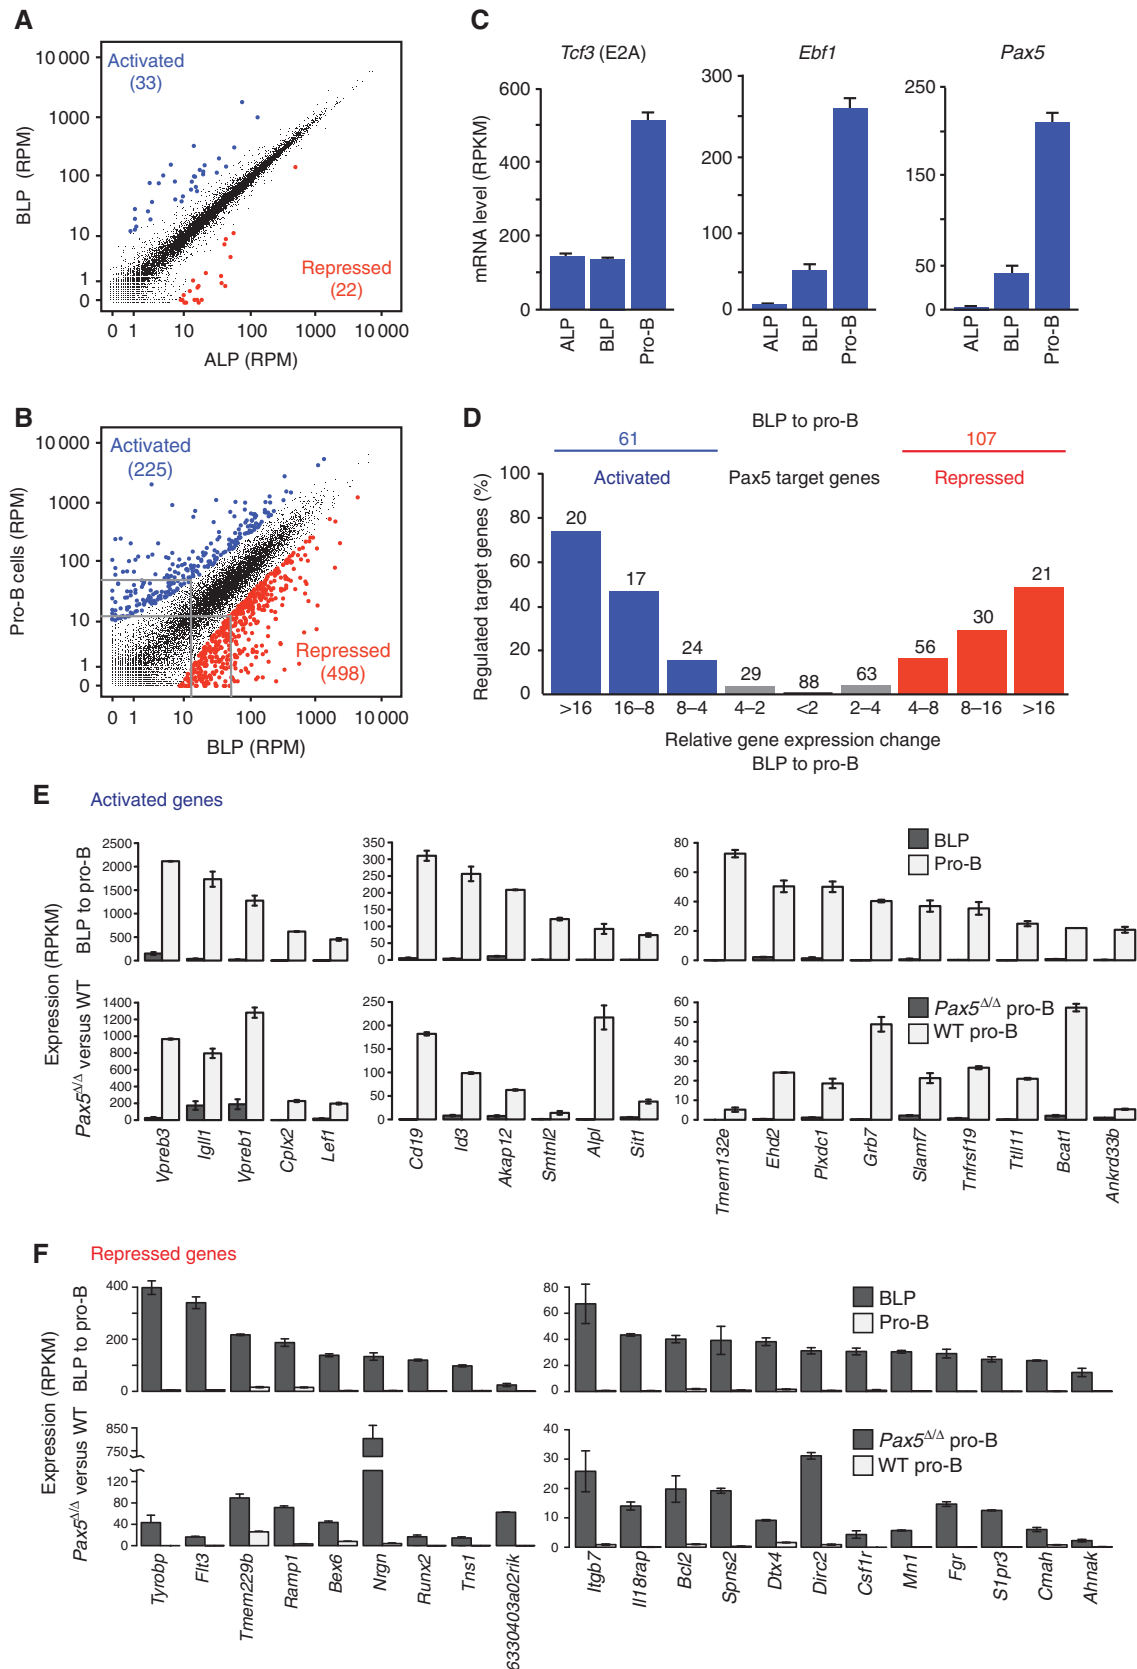 A
Activated
(33)
BLP (RPM)
10 000
1000
100
10
1
0
Repressed
(22)
0 1 10 100 1000 10 000
ALP (RPM)
B
Activated
(225)
Pro-B cells (RPM)
10 000
1000
100
10
1
0
Repressed
(498)
0 1 10 100 1000 10 000
BLP (RPM)
C
Tcf3 (E2A)
Ebf1
Pax5
mRNA level (RPKM)
600
400
200
0
ALP
BLP
Pro-B
300
200
100
0
ALP
BLP
Pro-B
250
150
50
0
ALP
BLP
Pro-B
D
BLP to pro-B
61
107
Activated
Pax5 target genes
Repressed
Regulated target genes (%)
100
80
60
40
20
0
20 17 24 29 88 63 56 30 21
>16 16–8 8–4 4–2 <2 2–4 4–8 8–16 >16
Relative gene expression change
BLP to pro-B
E
Activated genes
Expression (RPKM)
BLP to pro-B
2500
2000
1500
1000
500
0
350
300
250
200
150
100
50
0
80
60
40
20
0
BLP
Pro-B
Pax5Δ/Δ versus WT
1400
1200
1000
800
600
400
200
0
250
200
150
100
50
0
60
50
40
30
20
10
0
Pax5Δ/Δ pro-B
WT pro-B
Vpreb3
Igll1
Vpreb1
Cplx2
Lef1
Cd19
Id3
Akap12
Smtnl2
Alpl
Sit1
Tmem132e
Ehd2
Plxdc1
Grb7
Slamf7
Tnfrsf19
Ttll11
Bcat1
Ankrd33b
F
Repressed genes
Expression (RPKM)
BLP to pro-B
400
200
0
80
60
40
20
0
BLP
Pro-B
Pax5Δ/Δ versus WT
850
750
120
80
40
0
40
30
20
10
0
Pax5Δ/Δ pro-B
WT pro-B
Tyrobp
Flt3
Tmem229b
Ramp1
Bex6
Nrgn
Runx2
Tns1
6330403a02rik
Itgb7
Il18rap
Bcl2
Spns2
Dtx4
Dirc2
Csf1r
Mn1
Fgr
S1pr3
Cmah
Ahnak